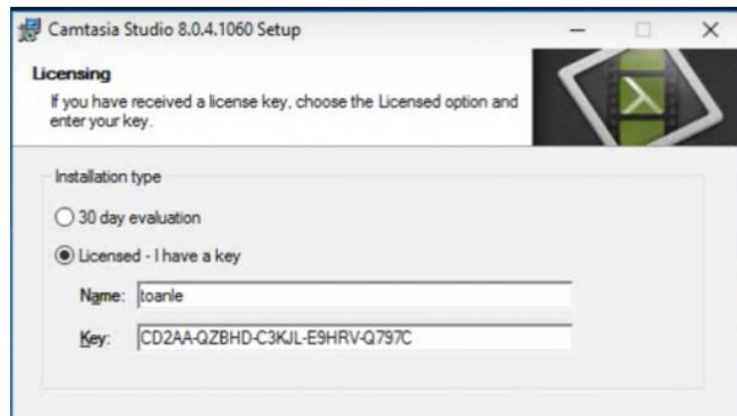 Camtasia Studio 8.0.4.1060 Setup
Licensing
If you have received a license key, choose the Licensed option and
enter your key.
Installation type
30 day evaluation
Licensed - I have a key
Name: toanle
Key: CD2AA-QZBHD-C3KJL-E9HRV-Q797C